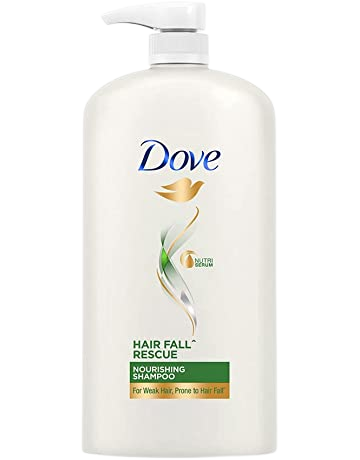 Dove
NUTRI
SERUM
HAIR FALL^
RESCUE
NOURISHING
SHAMPOO
For Weak Hair, Prone to Hair Fall^